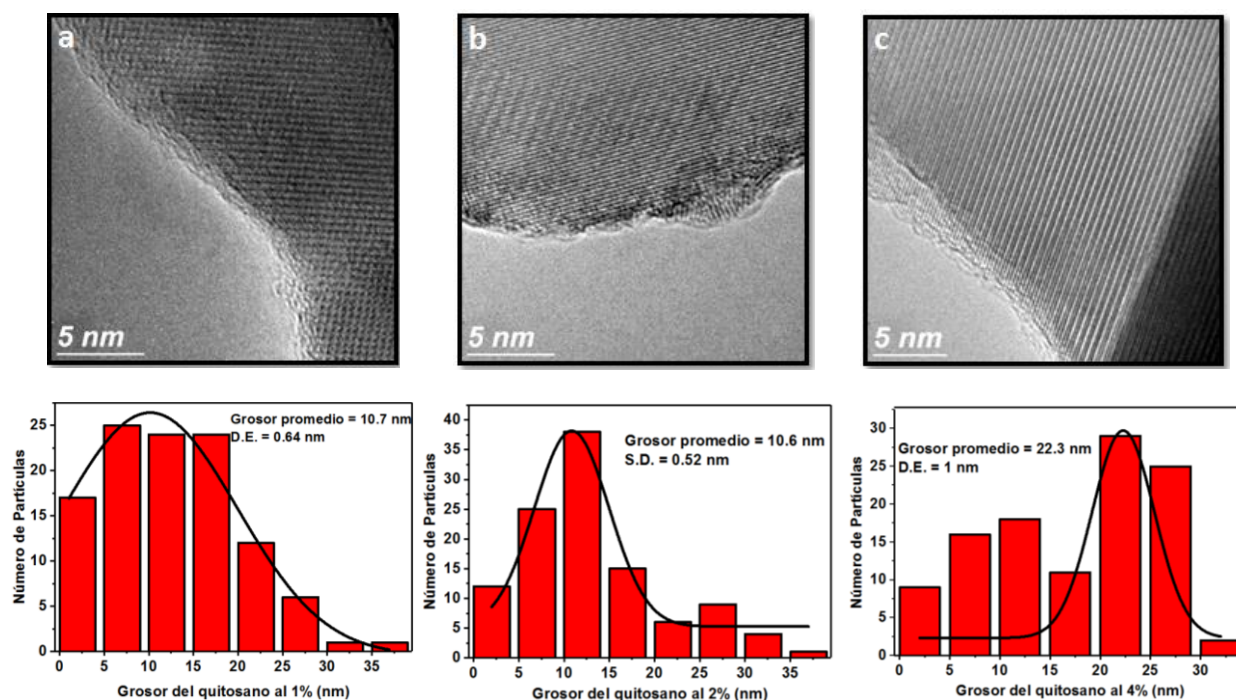 a
b
c
5 nm
5 nm
5 nm
Grosor promedio = 10.7 nm
D.E. = 0.64 nm
Número de Partículas
25
20
15
10
5
0
0 5 10 15 20 25 30 35
Grosor del quitosano al 1% (nm)
Grosor promedio = 10.6 nm
S.D. = 0.52 nm
Número de Partículas
40
35
30
25
20
15
10
5
0
0 5 10 15 20 25 30 35
Grosor del quitosano al 2% (nm)
Grosor promedio = 22.3 nm
D.E. = 1 nm
Número de Partículas
30
25
20
15
10
5
0
0 5 10 15 20 25 30
Grosor del quitosano al 4% (nm)